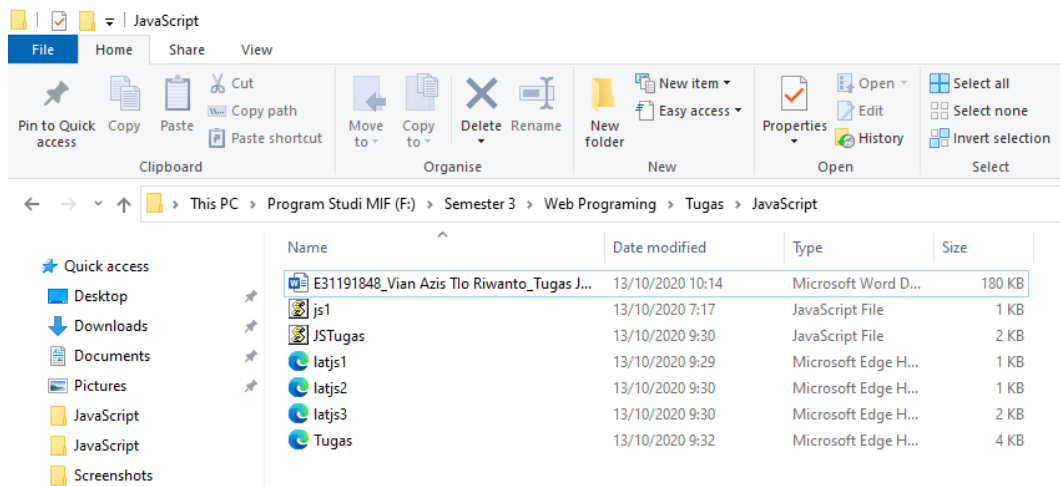 JavaScript
File Home Share View
Pin to Quick access
Copy
Paste
Cut
Copy path
Paste shortcut
Clipboard
Move to
Copy to
Delete
Rename
Organise
New folder
New item
Easy access
New
Properties
Open
Edit
History
Open
Select all
Select none
Invert selection
Select
This PC > Program Studi MIF (F:) > Semester 3 > Web Programing > Tugas > JavaScript
Quick access
Desktop
Downloads
Documents
Pictures
JavaScript
JavaScript
Screenshots
Name Date modified Type Size
E31191848_Vian Azis Tlo Riwanto_Tugas J... 13/10/2020 10:14 Microsoft Word D... 180 KB
js1 13/10/2020 7:17 JavaScript File 1 KB
JSTugas 13/10/2020 9:30 JavaScript File 2 KB
latjs1 13/10/2020 9:29 Microsoft Edge H... 1 KB
latjs2 13/10/2020 9:30 Microsoft Edge H... 1 KB
latjs3 13/10/2020 9:30 Microsoft Edge H... 2 KB
Tugas 13/10/2020 9:32 Microsoft Edge H... 4 KB